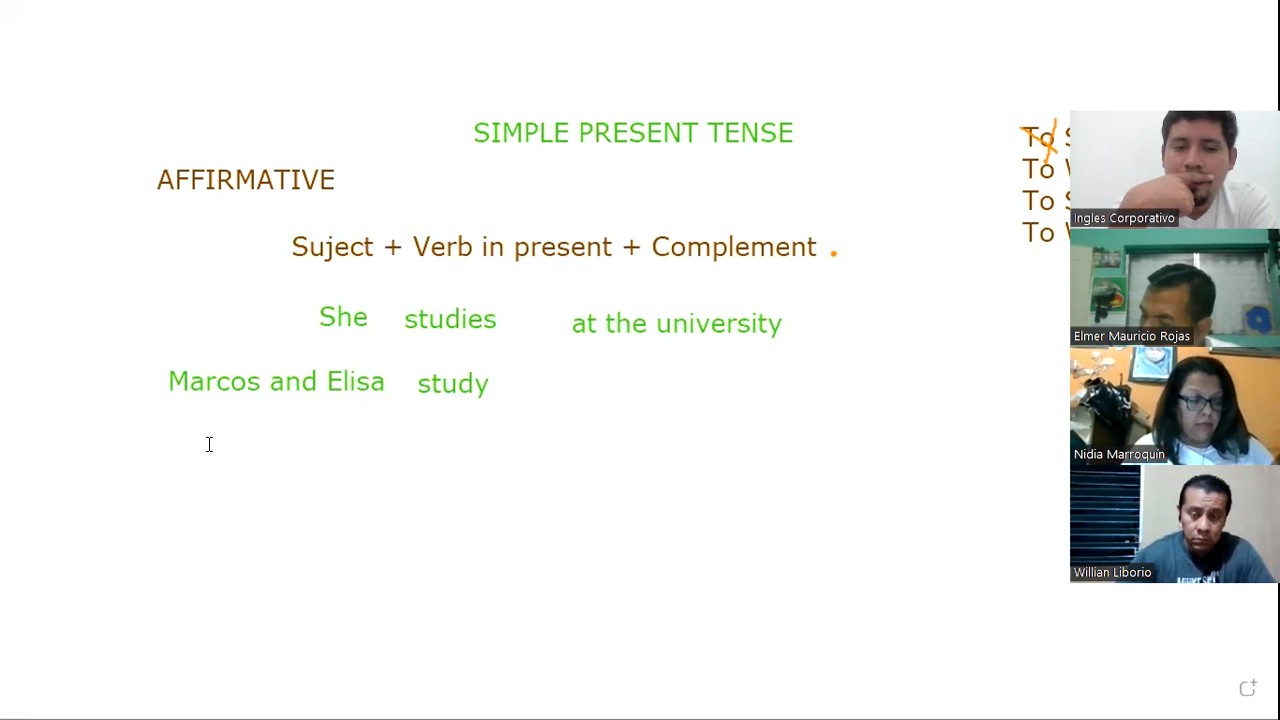 SIMPLE PRESENT TENSE
AFFIRMATIVE
Suject + Verb in present + Complement .
She studies at the university
Marcos and Elisa study
To
To
To
To
Ingles Corporativo
Elmer Mauricio Rojas
Nidia Marroquin
Willian Liborio